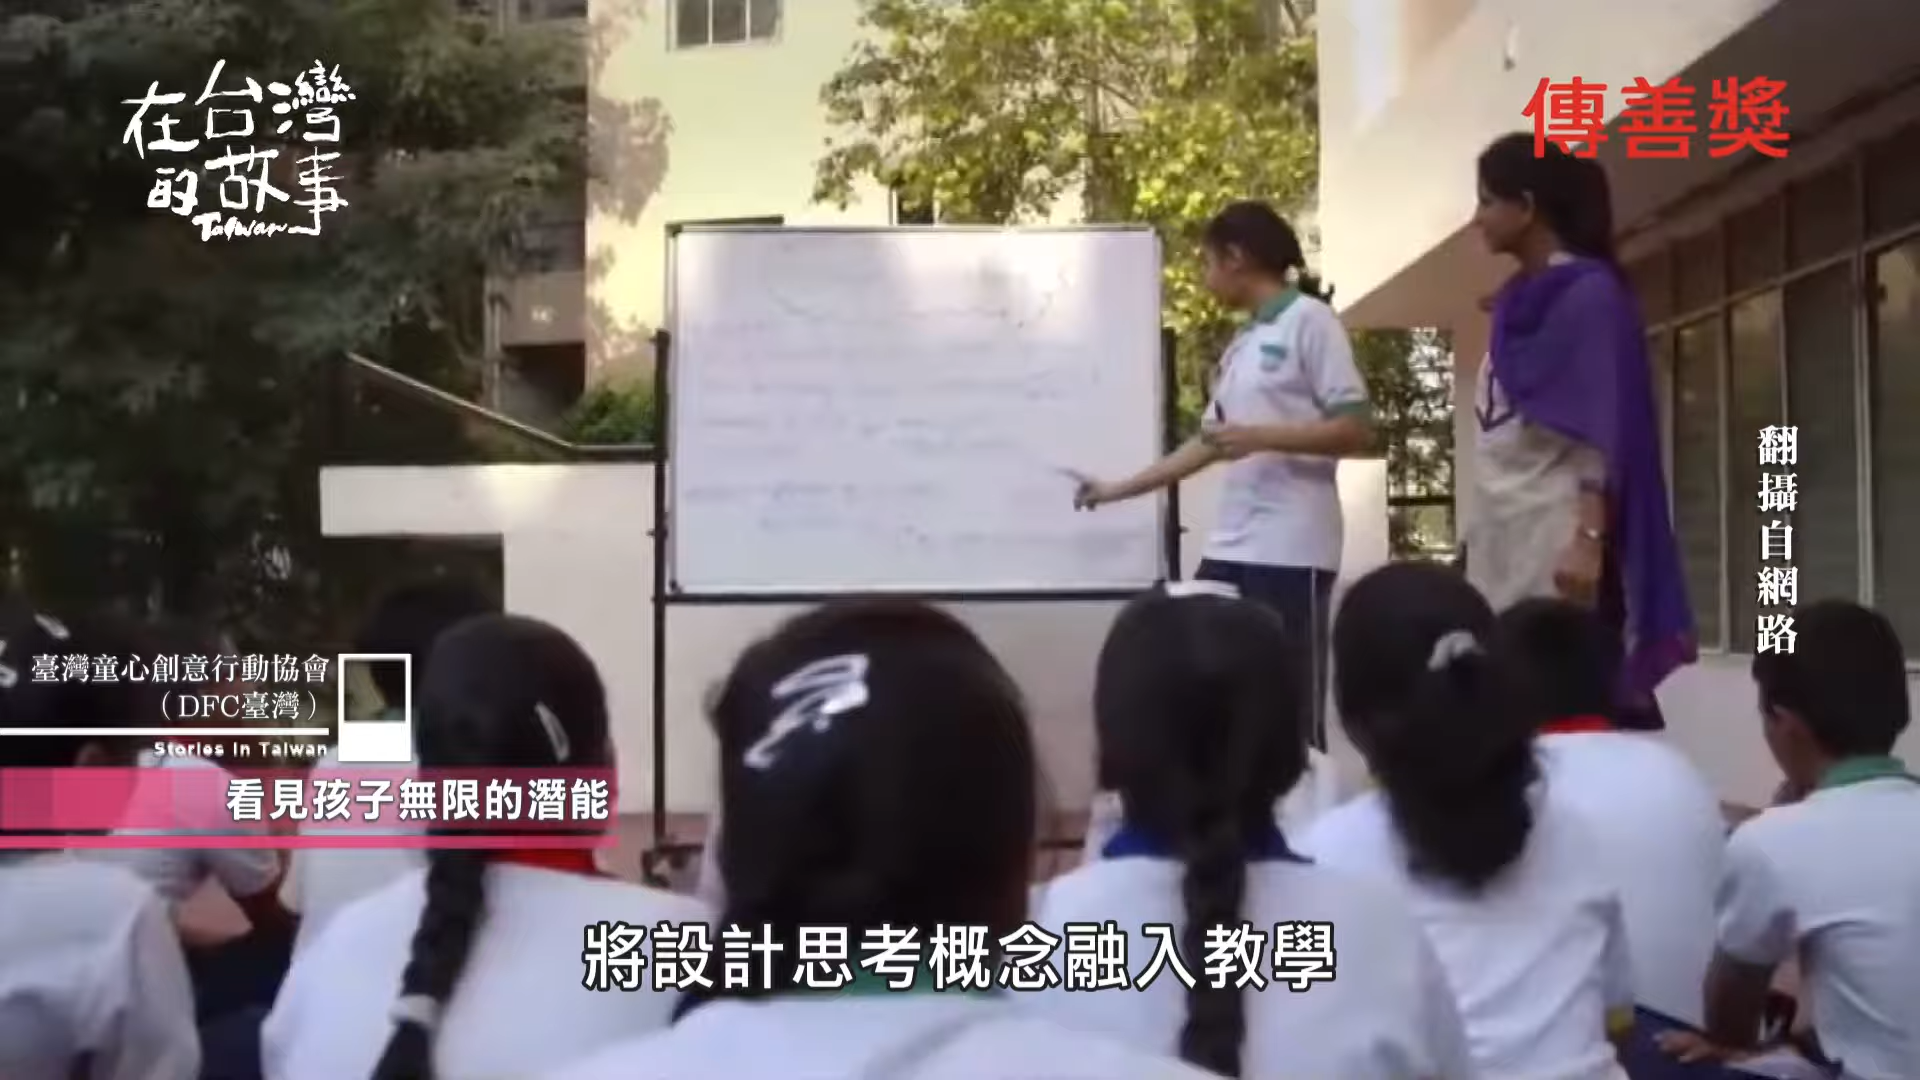 在台灣
的故事
Taiwan
傳善獎
翻攝自網路
臺灣童心創意行動協會
（DFC臺灣）
Stories in Taiwan
看見孩子無限的潛能
將設計思考概念融入教學